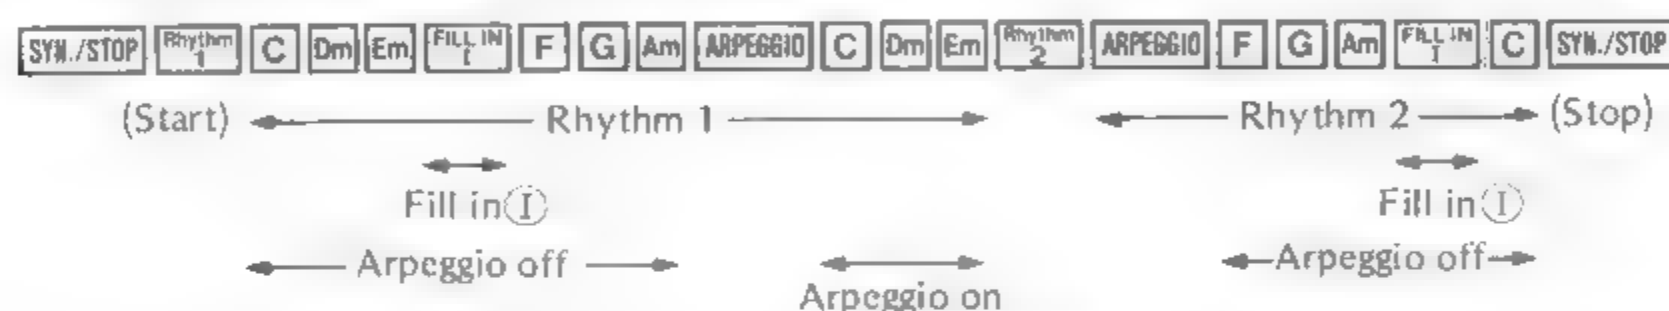 SYN./STOP Rhythm 1 C Dm Em FILL IN I F G Am ARPEGGIO C Dm Em Rhythm 2 ARPEGGIO F G Am FILL IN I C SYN./STOP
(Start) Rhythm 1 Rhythm 2 (Stop)
Fill in Ⓘ Fill in Ⓘ
Arpeggio off Arpeggio off
Arpeggio on